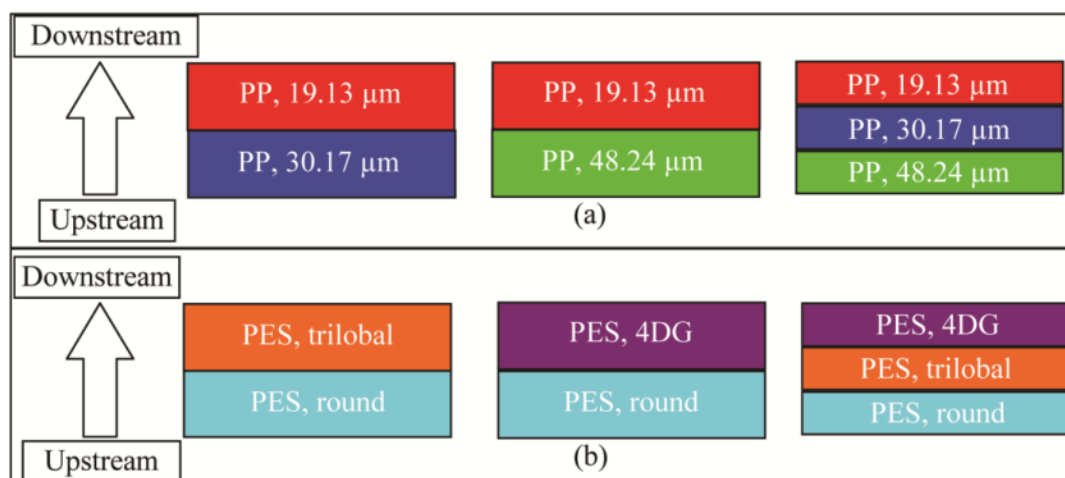 Downstream
PP, 19.13 µm
PP, 19.13 µm
PP, 19.13 µm
PP, 30.17 µm
PP, 30.17 µm
PP, 48.24 µm
PP, 48.24 µm
Upstream
(a)
Downstream
PES, trilobal
PES, 4DG
PES, 4DG
PES, trilobal
PES, round
PES, round
PES, round
Upstream
(b)